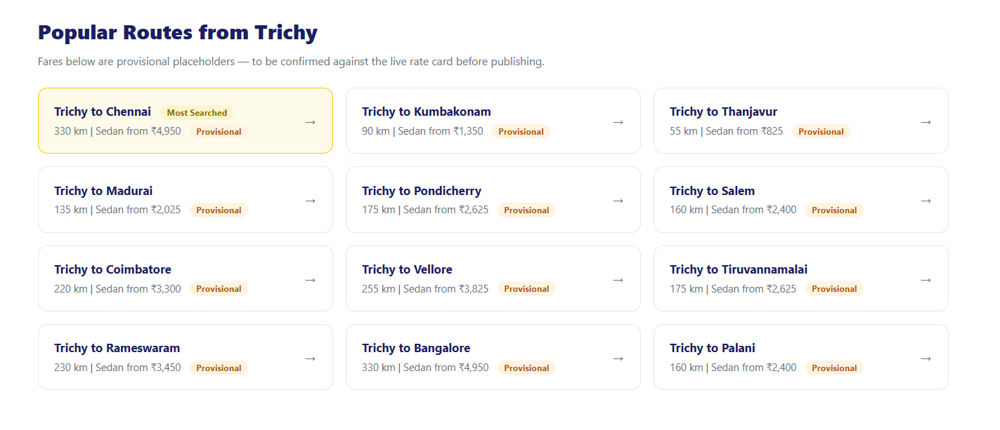 Popular Routes from Trichy
Fares below are provisional placeholders — to be confirmed against the live rate card before publishing.
Trichy to Chennai Most Searched
330 km | Sedan from ₹4,950 Provisional
→
Trichy to Kumbakonam
90 km | Sedan from ₹1,350 Provisional
→
Trichy to Thanjavur
55 km | Sedan from ₹825 Provisional
→
Trichy to Madurai
135 km | Sedan from ₹2,025 Provisional
→
Trichy to Pondicherry
175 km | Sedan from ₹2,625 Provisional
→
Trichy to Salem
160 km | Sedan from ₹2,400 Provisional
→
Trichy to Coimbatore
220 km | Sedan from ₹3,300 Provisional
→
Trichy to Vellore
255 km | Sedan from ₹3,825 Provisional
→
Trichy to Tiruvannamalai
175 km | Sedan from ₹2,625 Provisional
→
Trichy to Rameswaram
230 km | Sedan from ₹3,450 Provisional
→
Trichy to Bangalore
330 km | Sedan from ₹4,950 Provisional
→
Trichy to Palani
160 km | Sedan from ₹2,400 Provisional
→